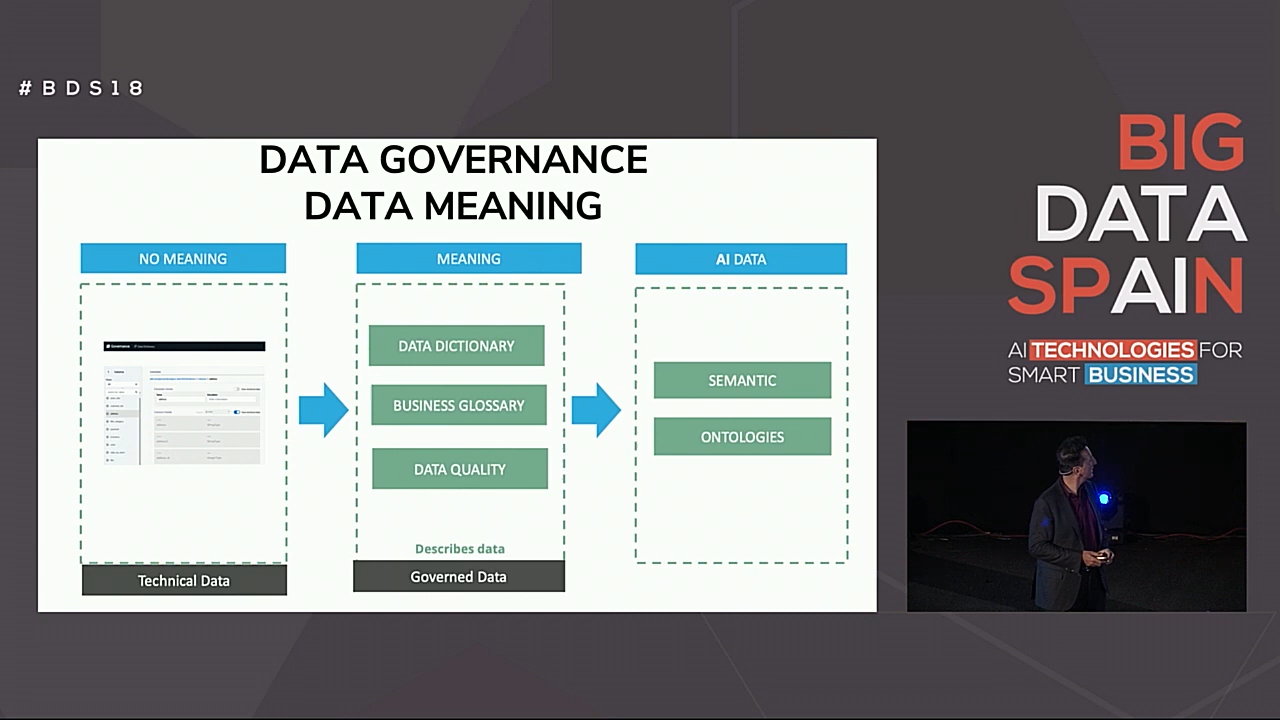 #BDS18
DATA GOVERNANCE
DATA MEANING
NO MEANING
Governance
Technical Data
MEANING
DATA DICTIONARY
BUSINESS GLOSSARY
DATA QUALITY
Describes data
Governed Data
AI DATA
SEMANTIC
ONTOLOGIES
BIG
DATA
SPAIN
AI TECHNOLOGIES FOR
SMART BUSINESS